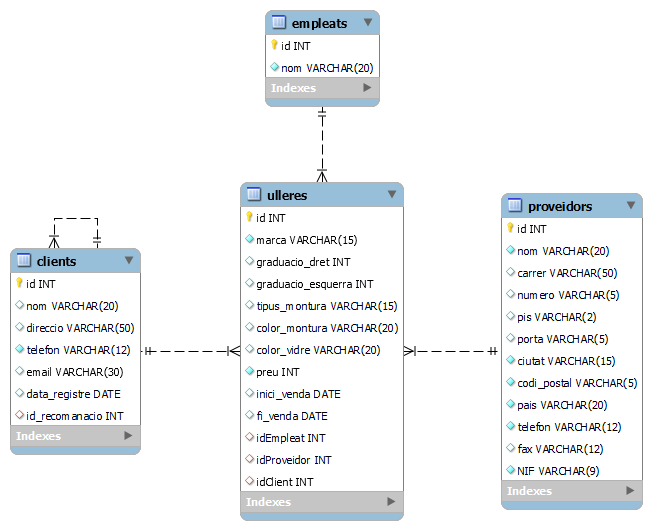 empleats
id INT
nom VARCHAR(20)
Indexes
ulleres
id INT
marca VARCHAR(15)
graduacio_dret INT
graduacio_esquerra INT
tipus_montura VARCHAR(15)
color_montura VARCHAR(20)
color_vidre VARCHAR(20)
preu INT
inici_venda DATE
fi_venda DATE
idEmpleat INT
idProveidor INT
idClient INT
Indexes
proveidors
id INT
nom VARCHAR(20)
carrer VARCHAR(50)
numero VARCHAR(5)
pis VARCHAR(2)
porta VARCHAR(5)
ciutat VARCHAR(15)
codi_postal VARCHAR(5)
pais VARCHAR(20)
telefon VARCHAR(12)
fax VARCHAR(12)
NIF VARCHAR(9)
Indexes
clients
id INT
nom VARCHAR(20)
direccio VARCHAR(50)
telefon VARCHAR(12)
email VARCHAR(30)
data_registre DATE
id_recomanacio INT
Indexes